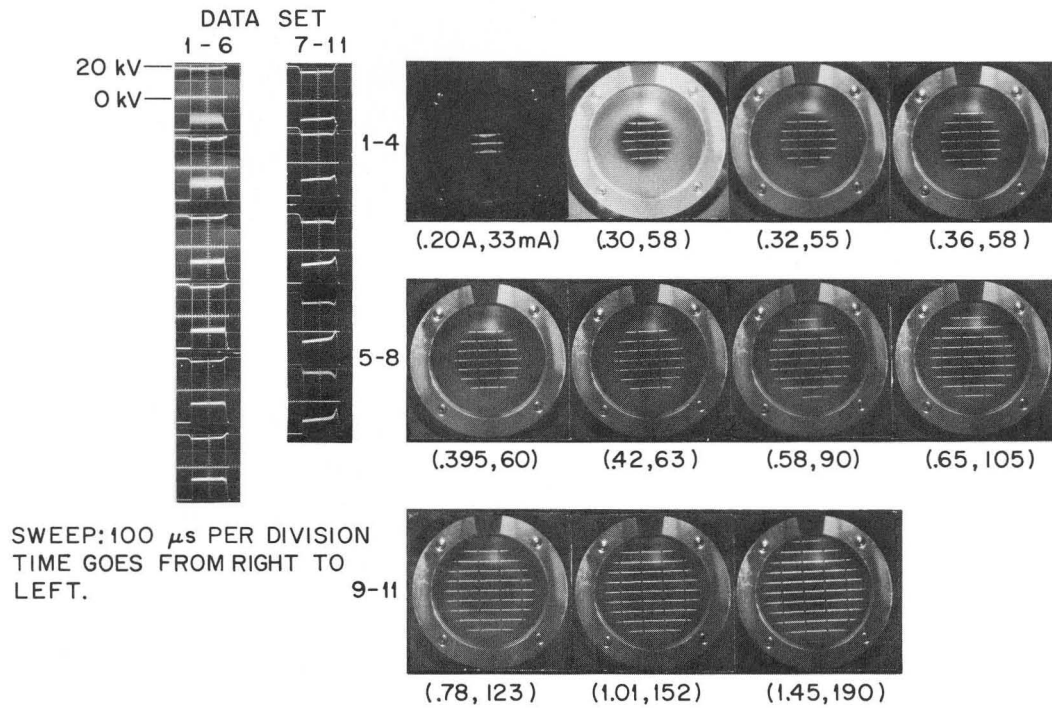 DATA SET
1-6 7-11
20 kV
0 kV
1-4
(.20A,33mA) (.30,58) (.32,55) (.36,58)
5-8
(.395,60) (.42,63) (.58,90) (.65,105)
SWEEP:100 μs PER DIVISION
TIME GOES FROM RIGHT TO
LEFT.
9-11
(.78,123) (1.01,152) (1.45,190)